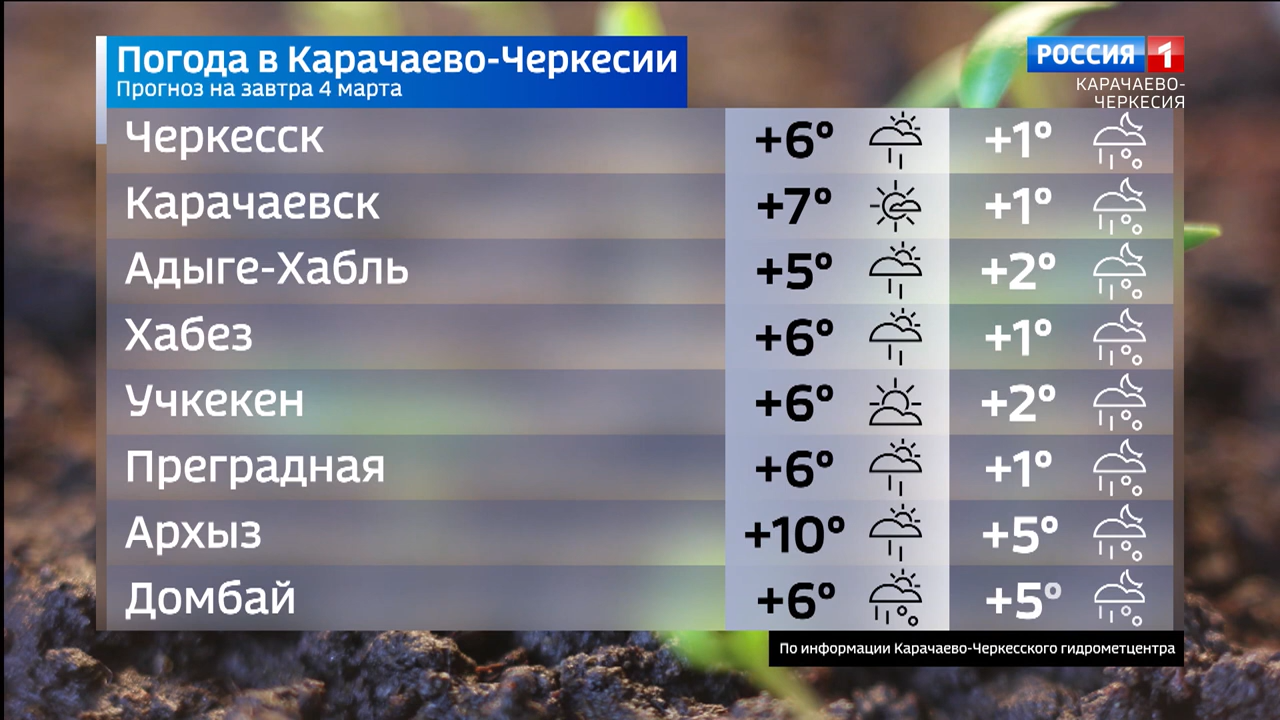 Погода в Карачаево-Черкесии
Прогноз на завтра 4 марта
РОССИЯ 1
КАРАЧАЕВО-
ЧЕРКЕСИЯ
Черкесск +6° +1°
Карачаевск +7° +1°
Адыге-Хабль +5° +2°
Хабез +6° +1°
Учкекен +6° +2°
Преградная +6° +1°
Архыз +10° +5°
Домбай +6° +5°
По информации Карачаево-Черкесского гидрометцентра